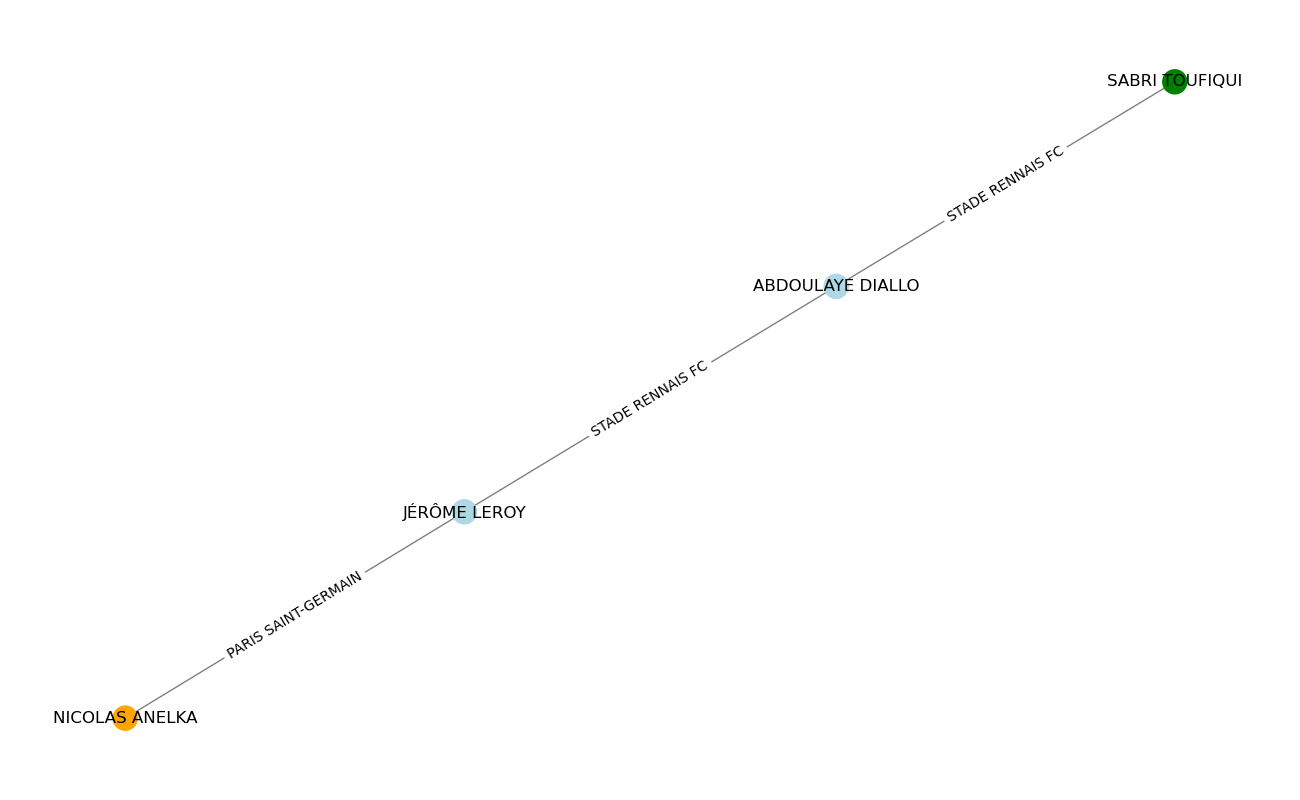 SABRI TOUFIQUI
STADE RENNAIS FC
ABDOULAYE DIALLO
STADE RENNAIS FC
JÉRÔME LEROY
PARIS SAINT-GERMAIN
NICOLAS ANELKA